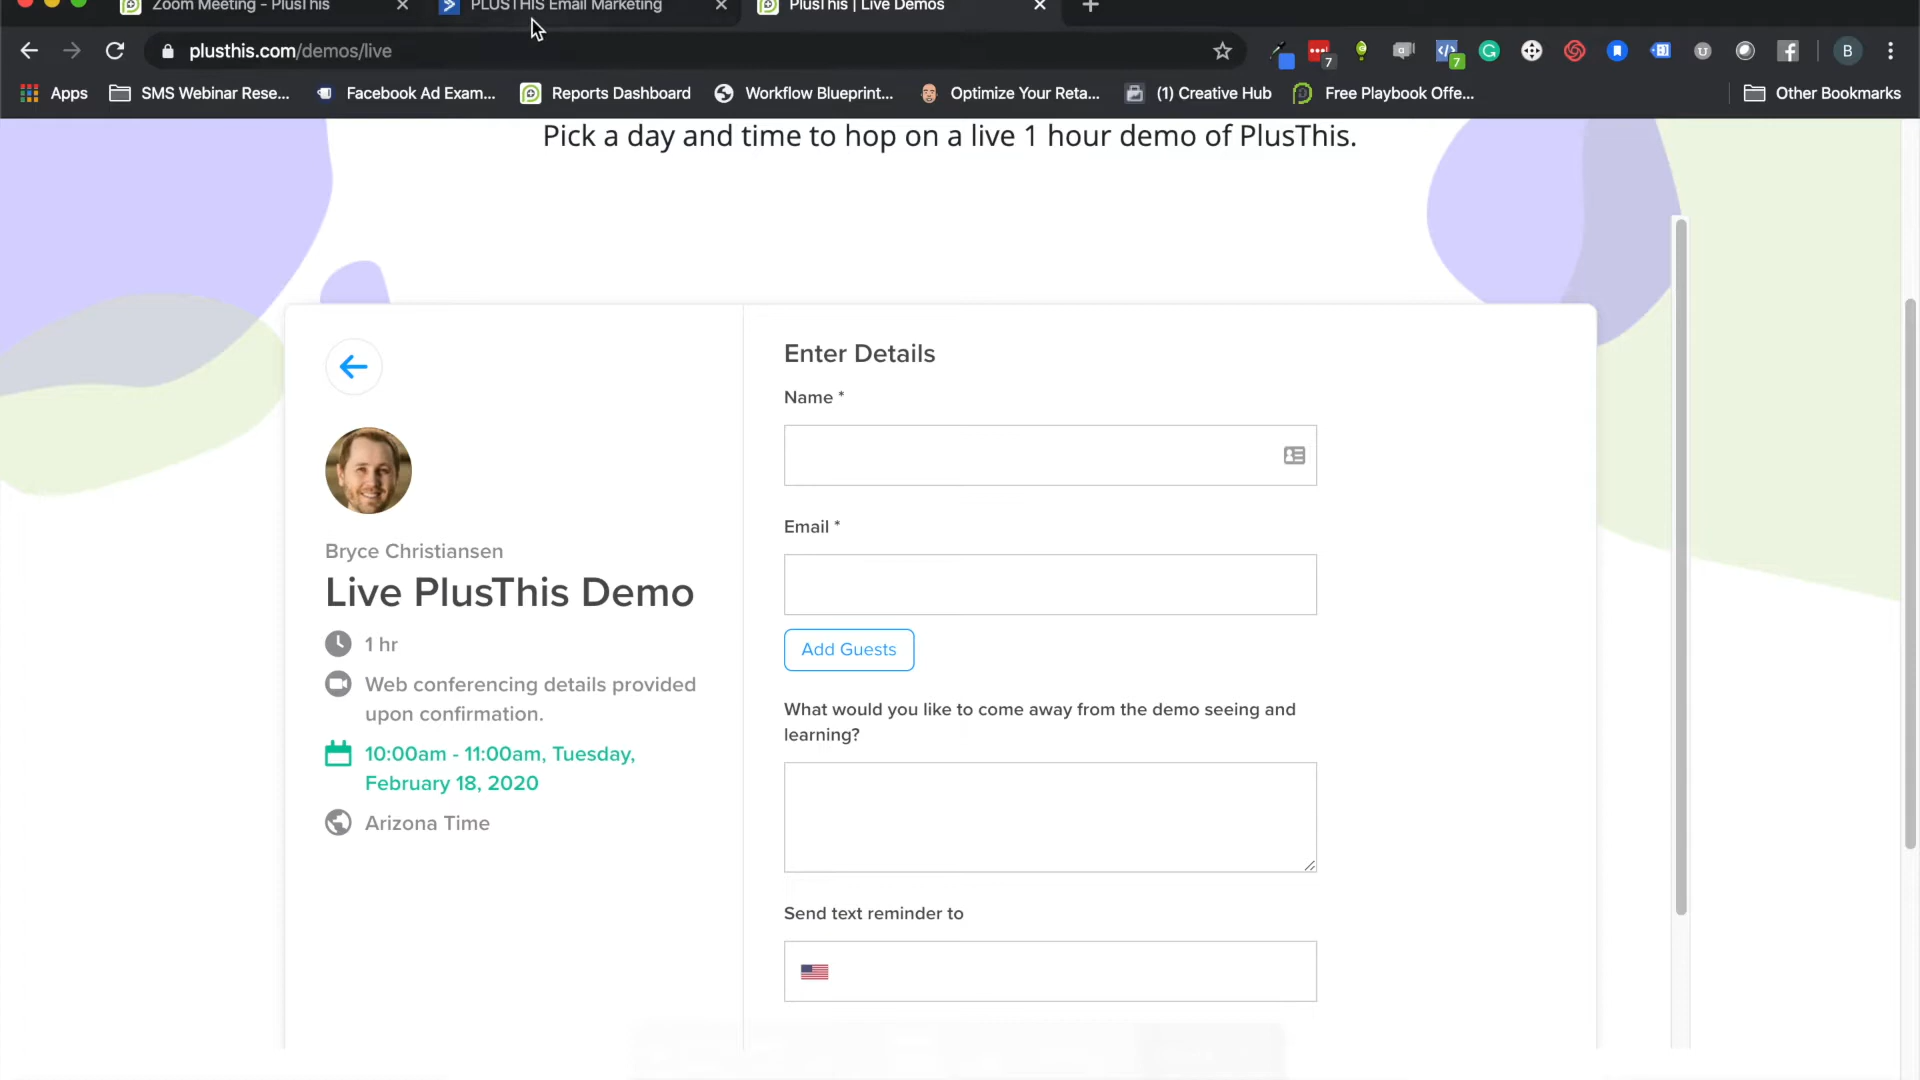 Zoom Meeting - PlusThis
PLUSTHIS Email Marketing
PlusThis | Live Demos
plusthis.com/demos/live
7
7
B
Apps
SMS Webinar Rese...
Facebook Ad Exam...
Reports Dashboard
Workflow Blueprint...
Optimize Your Reta...
(1) Creative Hub
Free Playbook Offe...
Other Bookmarks
Pick a day and time to hop on a live 1 hour demo of PlusThis.
Bryce Christiansen
Live PlusThis Demo
1 hr
Web conferencing details provided
upon confirmation.
10:00am - 11:00am, Tuesday,
February 18, 2020
Arizona Time
Enter Details
Name *
Email *
Add Guests
What would you like to come away from the demo seeing and
learning?
Send text reminder to